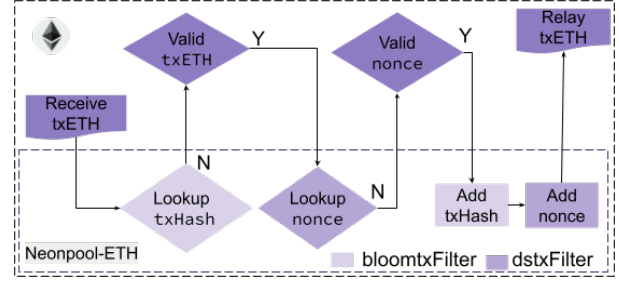 Receive
txETH
Valid
txETH
Y
N
Lookup
txHash
Lookup
nonce
N
Valid
nonce
Y
Add
txHash
Add
nonce
Relay
txETH
Neonpool-ETH
bloomtxFilter
dstxFilter